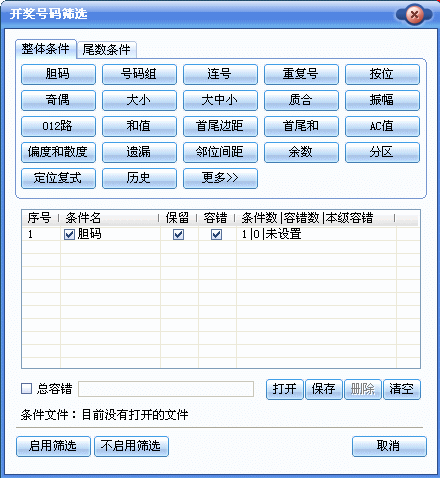 开奖号码筛选
整体条件 尾数条件
胆码 号码组 连号 重复号 按位
奇偶 大小 大中小 质合 振幅
012路 和值 首尾边距 首尾和 AC值
偏度和散度 遗漏 邻位间距 余数 分区
定位复式 历史 更多>>
序号 条件名 保留 容错 条件数|容错数|本级容错
1 胆码 1|0|未设置
总容错 打开 保存 删除 清空
条件文件：目前没有打开的文件
启用筛选 不启用筛选 取消